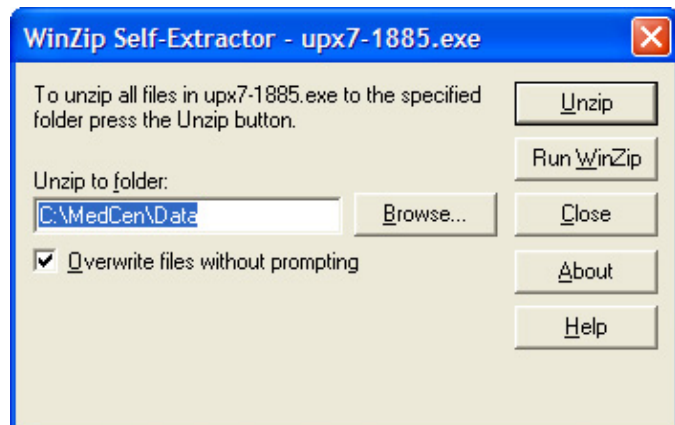 WinZip Self-Extractor - upx7-1885.exe
To unzip all files in upx7-1885.exe to the specified
folder press the Unzip button.
Unzip to folder:
C:\MedCen\Data
Browse...
Overwrite files without prompting
Unzip
Run WinZip
Close
About
Help